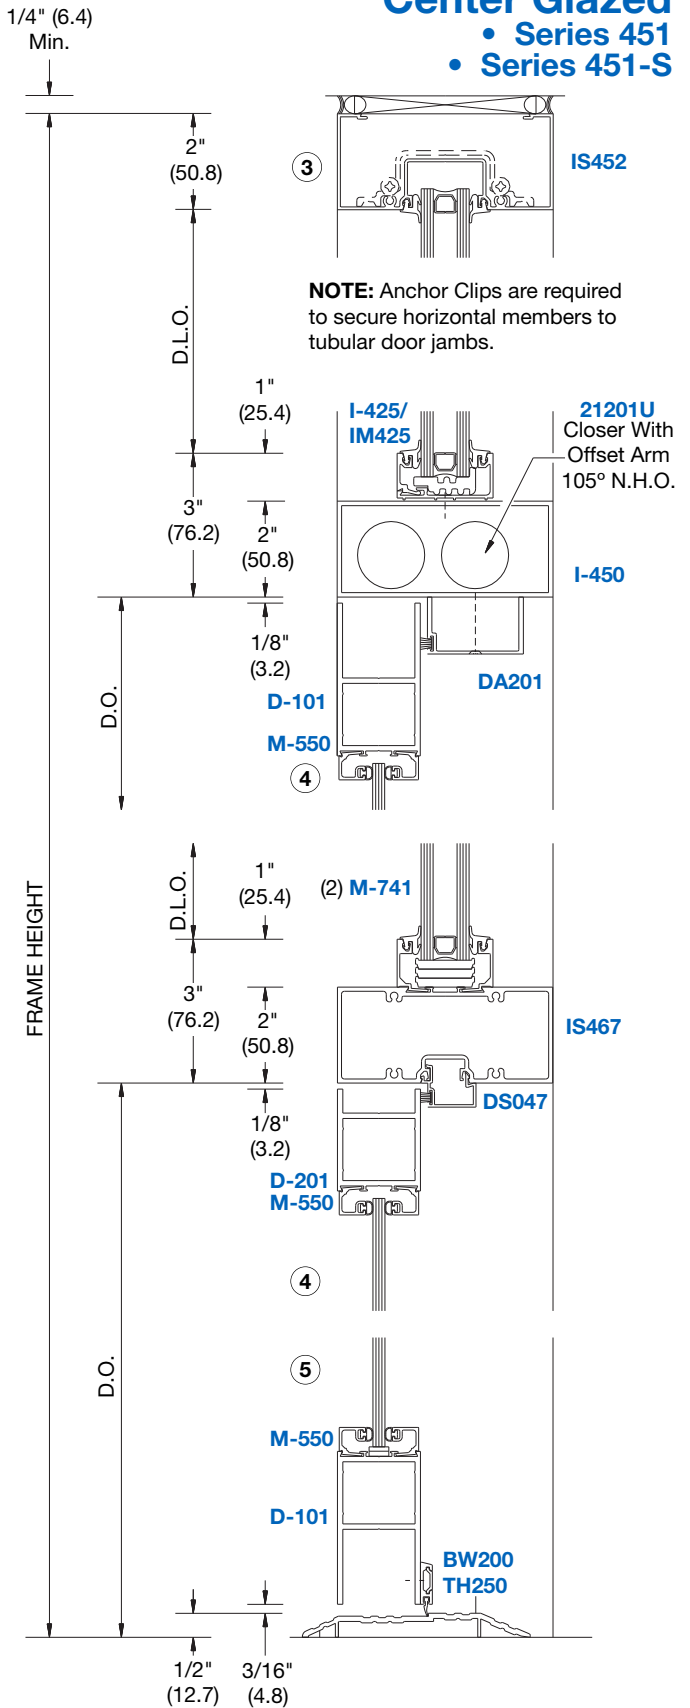 Center Glazed
• Series 451
• Series 451-S
1/4" (6.4)
Min.
2"
(50.8)
3
IS452
D.L.O.
NOTE: Anchor Clips are required
to secure horizontal members to
tubular door jambs.
1"
(25.4)
I-425/
IM425
21201U
Closer With
Offset Arm
105º N.H.O.
3"
(76.2)
2"
(50.8)
I-450
1/8"
(3.2)
DA201
D.O.
D-101
M-550
4
FRAME HEIGHT
D.L.O.
1"
(25.4)
(2) M-741
3"
(76.2)
2"
(50.8)
IS467
DS047
1/8"
(3.2)
D-201
M-550
4
D.O.
5
M-550
D-101
BW200
TH250
1/2"
(12.7)
3/16"
(4.8)